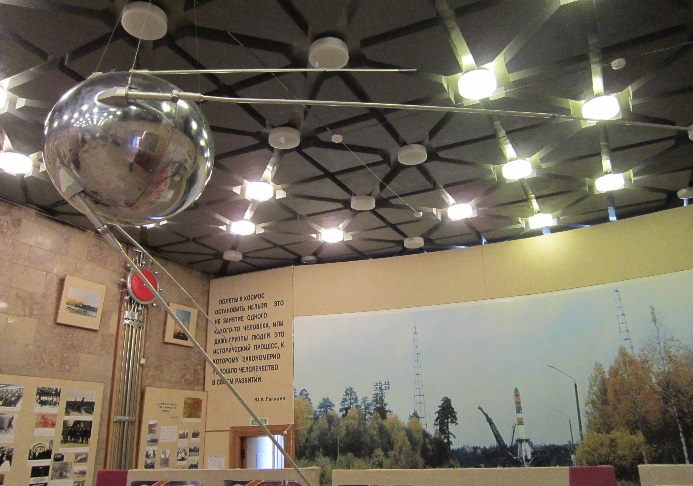 ПОЛЕТЫ В КОСМОС
ОСТАНОВИТЬ НЕЛЬЗЯ. ЭТО
НЕ ЗАНЯТИЕ ОДНОГО
КАКОГО-ТО ЧЕЛОВЕКА, ИЛИ
ДАЖЕ ГРУППЫ ЛЮДЕЙ. ЭТО
ИСТОРИЧЕСКИЙ ПРОЦЕСС, К
КОТОРОМУ ЗАКОНОМЕРНО
ПРИШЛО ЧЕЛОВЕЧЕСТВО
В СВОЕМ РАЗВИТИИ.
Ю.А. Гагарин